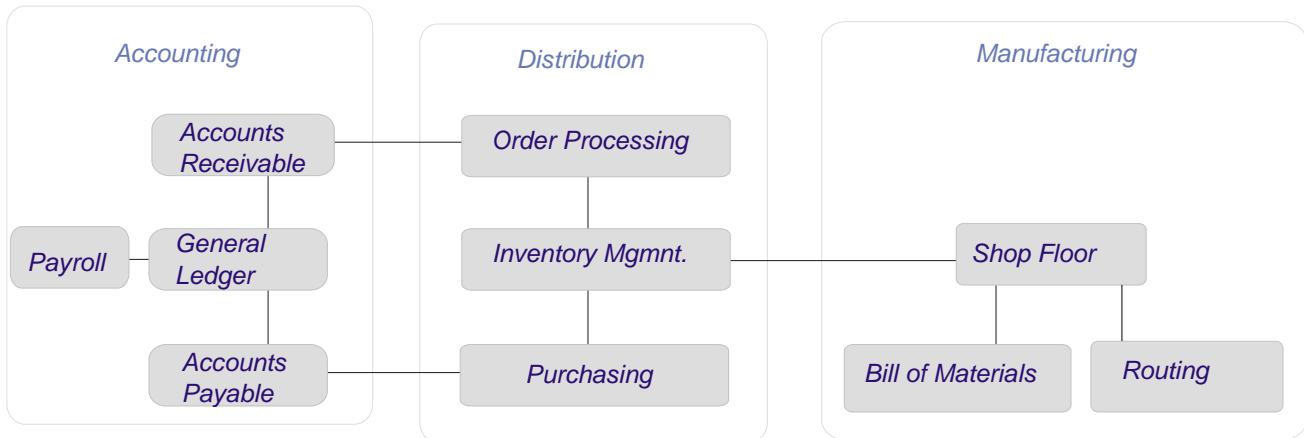 Accounting
Distribution
Manufacturing
Accounts
Receivable
Order Processing
Payroll
General
Ledger
Inventory Mgmnt.
Shop Floor
Accounts
Payable
Purchasing
Bill of Materials
Routing